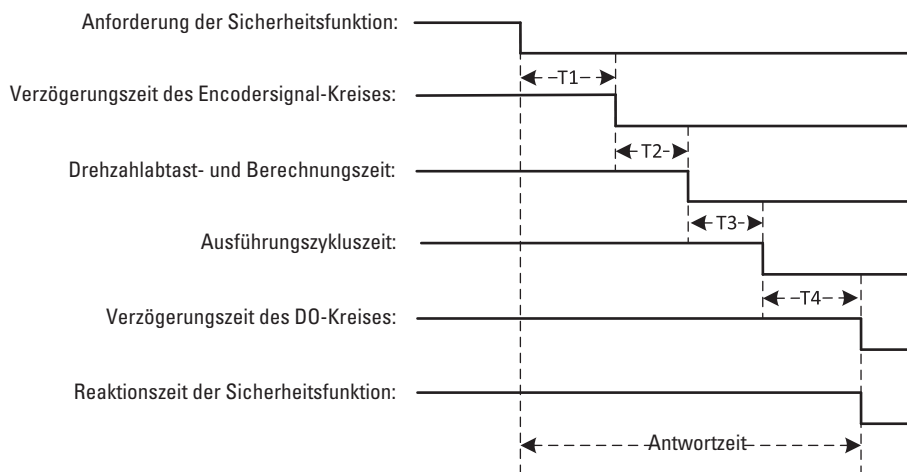 Anforderung der Sicherheitsfunktion:
T1
Verzögerungszeit des Encodersignal-Kreises:
T2
Drehzahlabtast- und Berechnungszeit:
T3
Ausführungszykluszeit:
T4
Verzögerungszeit des DO-Kreises:
Reaktionszeit der Sicherheitsfunktion:
Antwortzeit